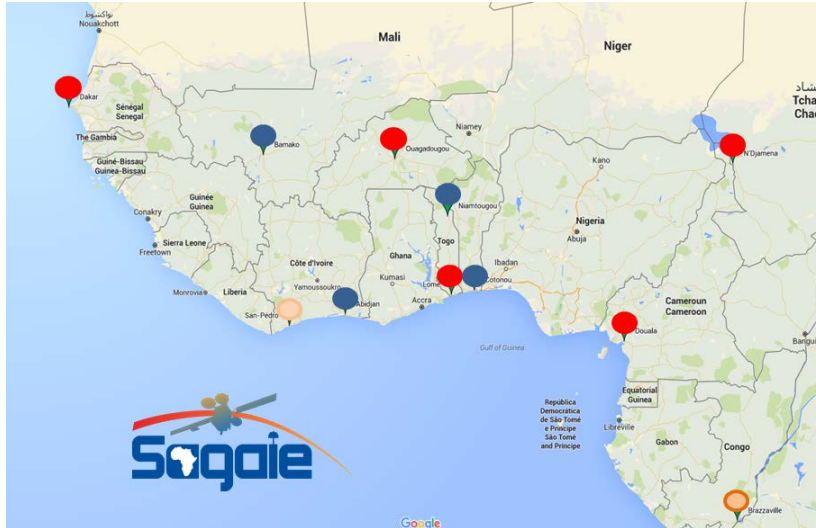 نواكشوط
Nouakchott
Mali
Niger
تشاد
Tchad
Chad
Dakar
Sénégal
Senegal
The Gambia
Bamako
Ouagadougou
Niamey
N'Djamena
Guiné-Bissau
Guinea-Bissau
Kano
Guinée
Guinea
Niamtougou
Conakry
Nigeria
Abuja
Sierra Leone
Freetown
Togo
Ghana
Côte d'Ivoire
Ibadan
Yamoussoukro
Kumasi
Lome
Cotonou
Monrovia
Liberia
Abidjan
Accra
San-Pédro
Cameroun
Cameroon
Douala
Bangui
Gulf of Guinea
Equatorial
Guinea
República
Democrática
de São Tomé
e Príncipe
São Tomé
and Príncipe
Libreville
Gabon
Congo
Sagaie
Brazzaville
Google